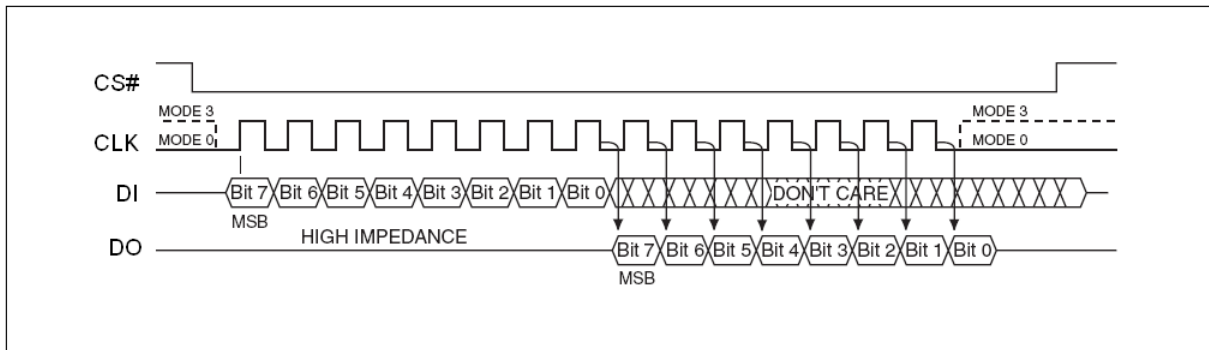 CS#
MODE 3
MODE 3
CLK
MODE 0
MODE 0
DI
Bit 7 Bit 6 Bit 5 Bit 4 Bit 3 Bit 2 Bit 1 Bit 0 DON'T CARE
MSB
HIGH IMPEDANCE
DO
Bit 7 Bit 6 Bit 5 Bit 4 Bit 3 Bit 2 Bit 1 Bit 0
MSB